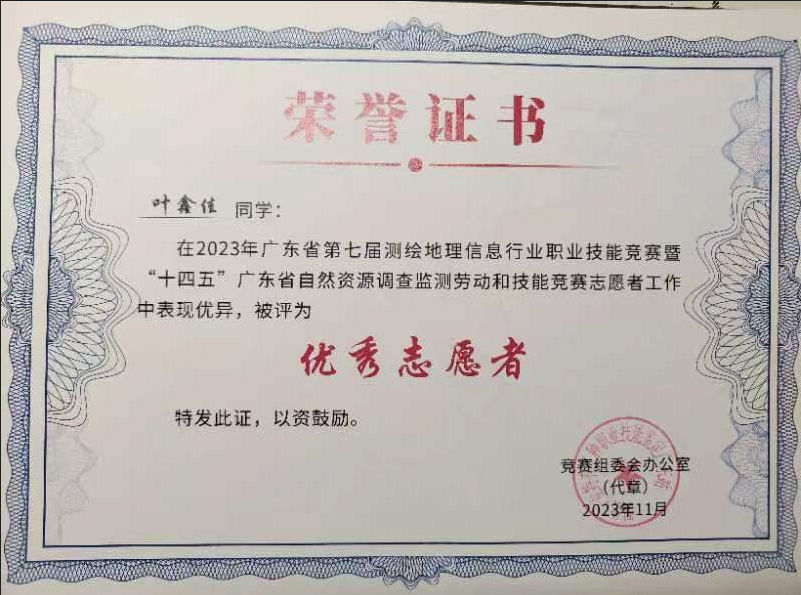 荣誉证书
叶鑫佳 同学：
在2023年广东省第七届测绘地理信息行业职业技能竞赛暨
“十四五”广东省自然资源调查监测劳动和技能竞赛志愿者工作
中表现优异，被评为
优秀志愿者
特发此证，以资鼓励。
竞赛组委会办公室
（代章）
2023年11月